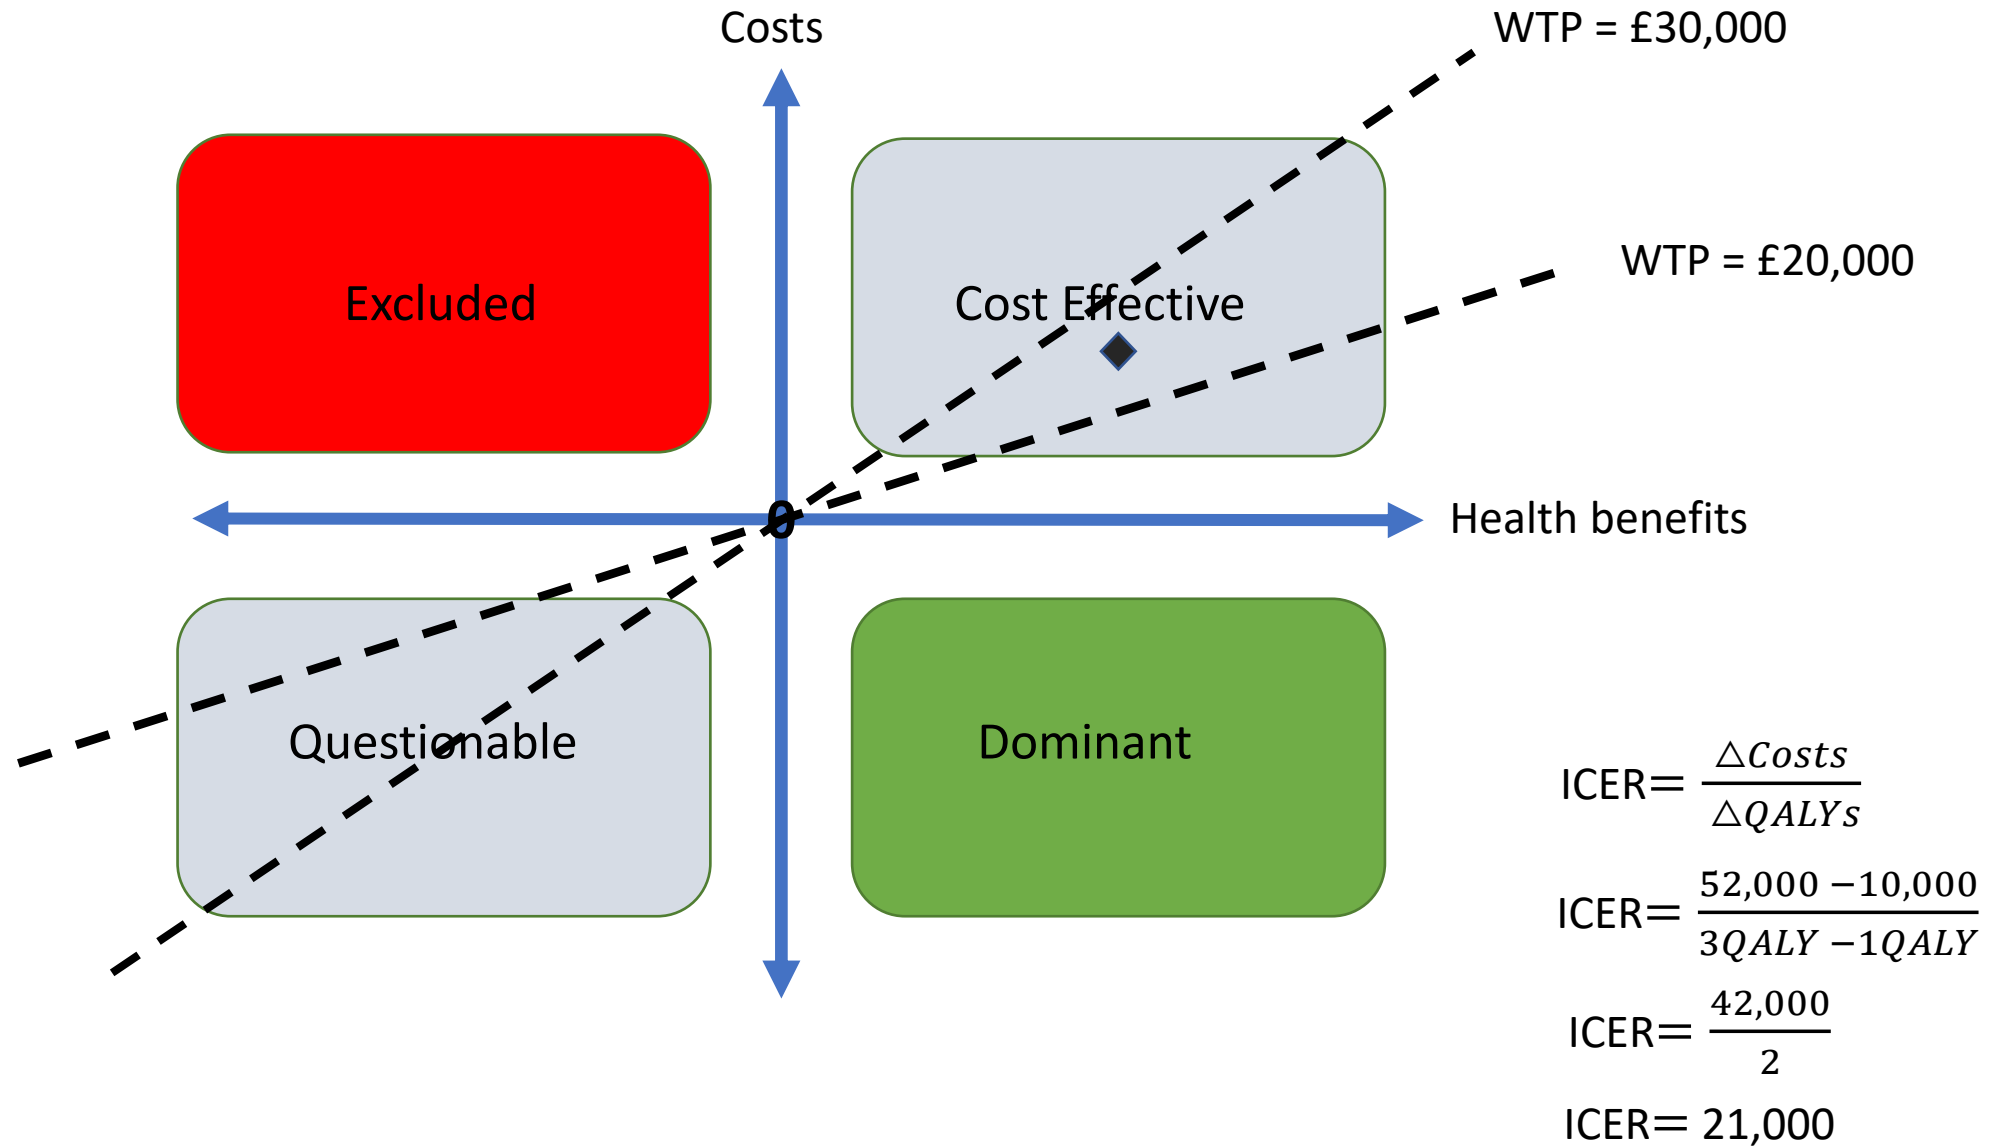 Costs
WTP = £30,000
WTP = £20,000
Excluded
Cost Effective
0
Health benefits
Questionable
Dominant
ICER= △Costs / △QALYs
ICER= 52,000 −10,000 / 3QALY −1QALY
ICER= 42,000 / 2
ICER= 21,000